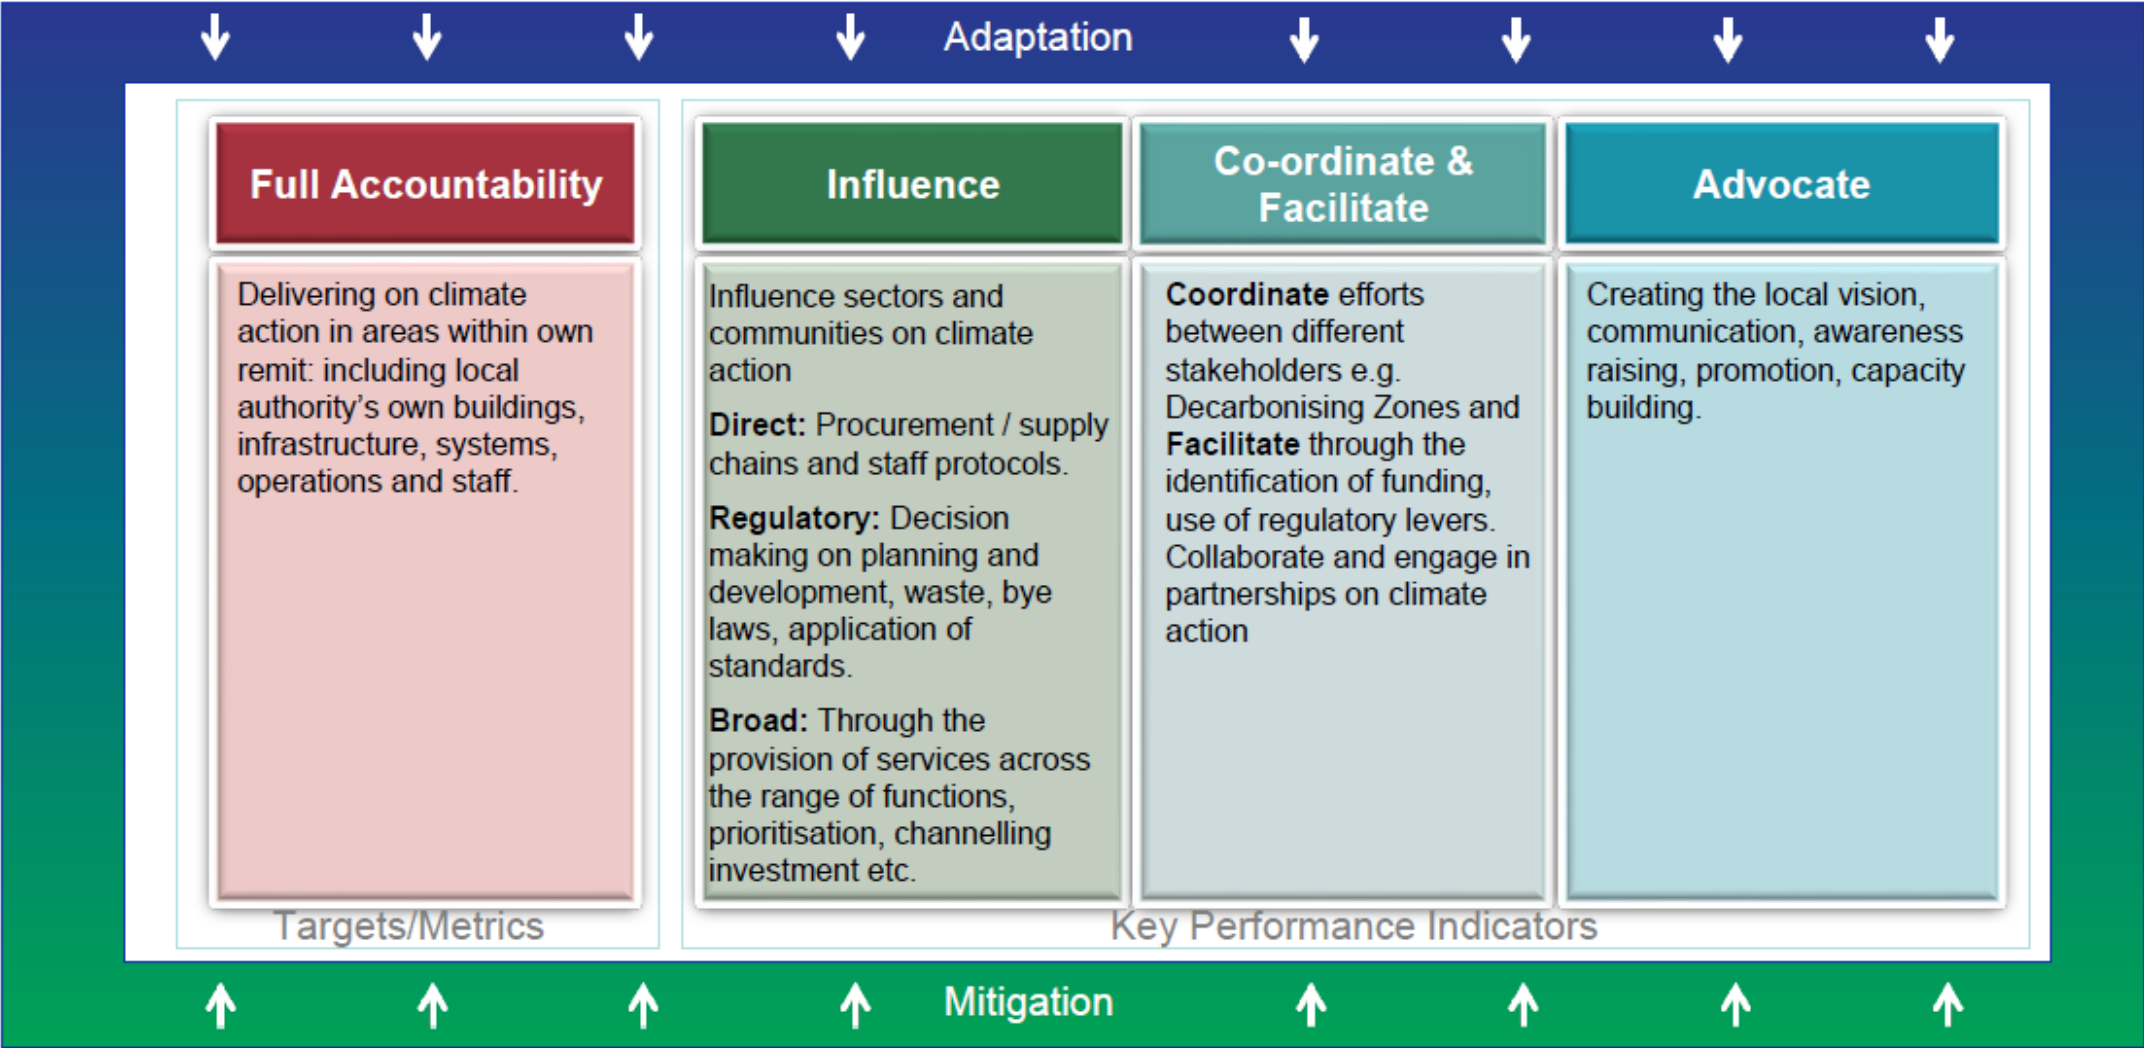 Adaptation
Full Accountability
Delivering on climate
action in areas within own
remit: including local
authority’s own buildings,
infrastructure, systems,
operations and staff.
Targets/Metrics
Influence
Influence sectors and
communities on climate
action
Direct: Procurement / supply
chains and staff protocols.
Regulatory: Decision
making on planning and
development, waste, bye
laws, application of
standards.
Broad: Through the
provision of services across
the range of functions,
prioritisation, channelling
investment etc.
Co-ordinate &
Facilitate
Coordinate efforts
between different
stakeholders e.g.
Decarbonising Zones and
Facilitate through the
identification of funding,
use of regulatory levers.
Collaborate and engage in
partnerships on climate
action
Advocate
Creating the local vision,
communication, awareness
raising, promotion, capacity
building.
Key Performance Indicators
Mitigation